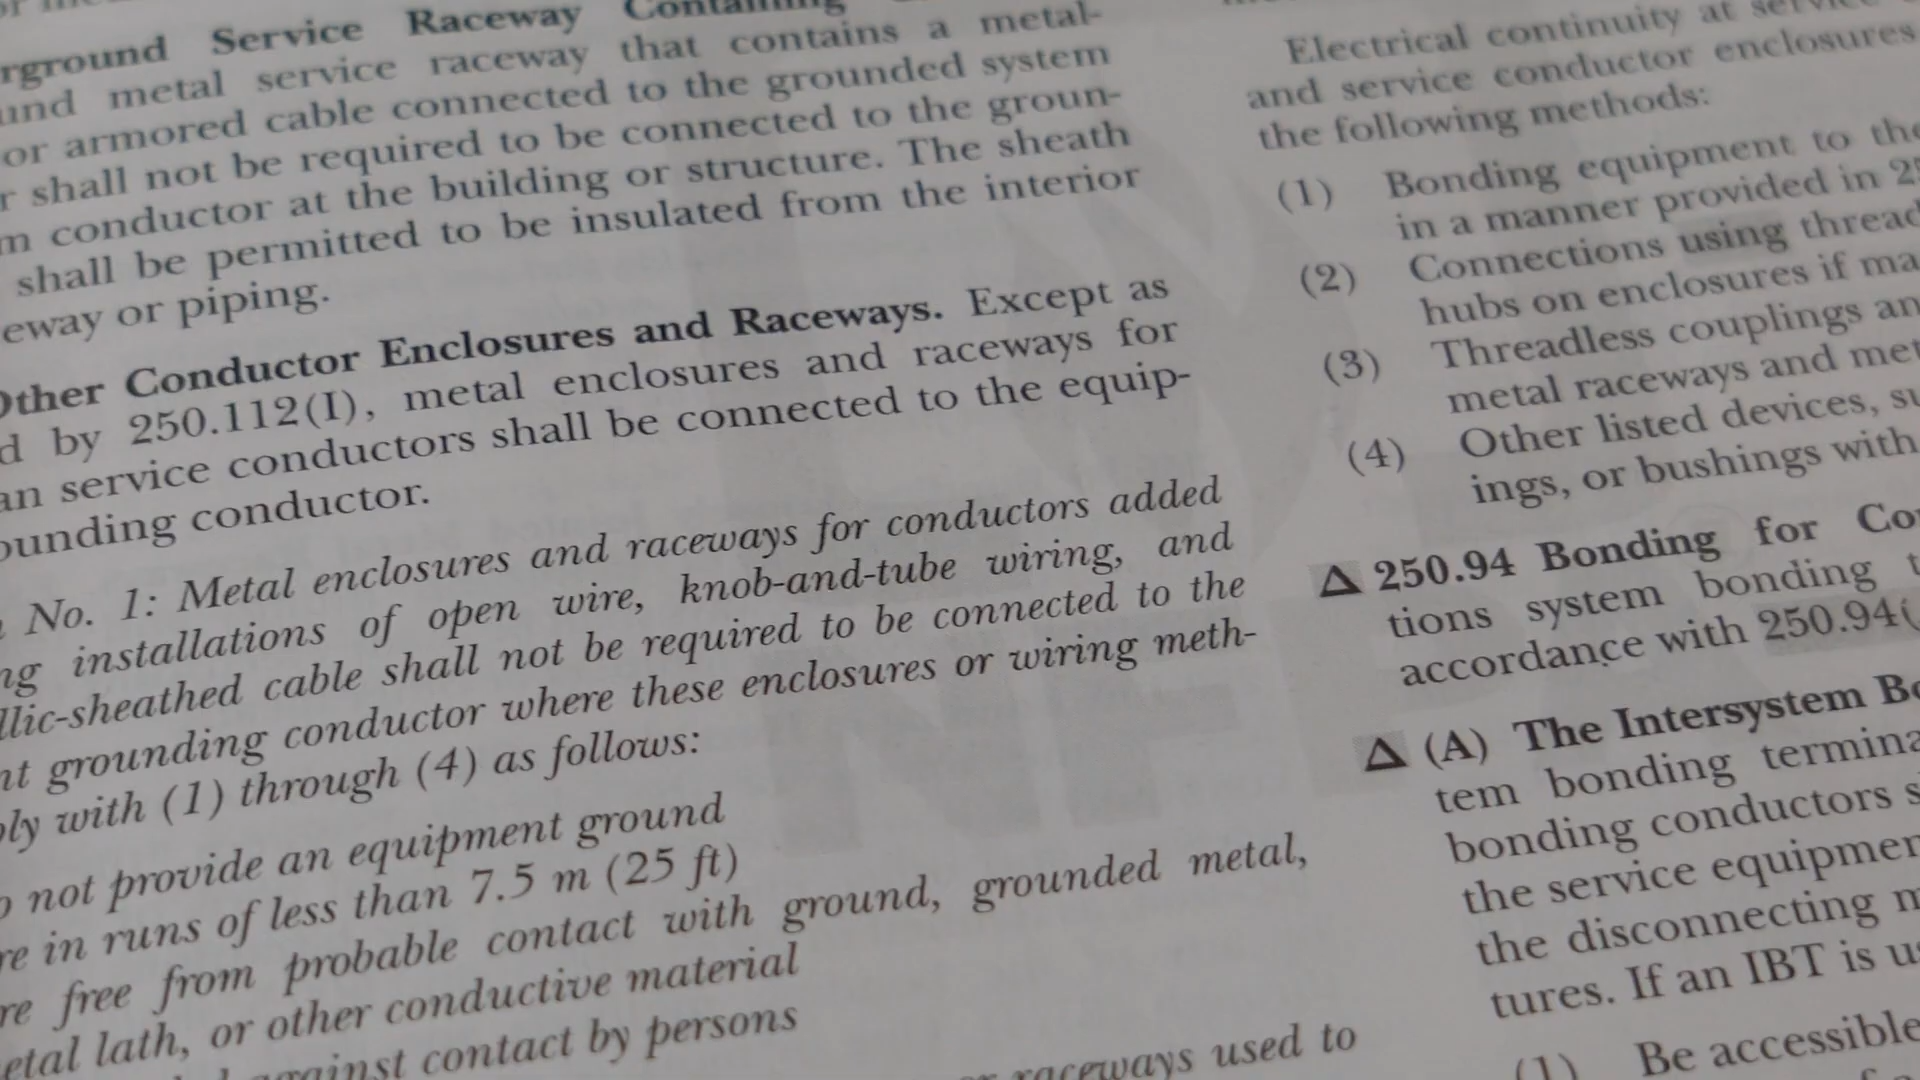 rground Service Raceway Containing
und metal service raceway that contains a metal-
or armored cable connected to the grounded system
r shall not be required to be connected to the groun-
m conductor at the building or structure. The sheath
shall be permitted to be insulated from the interior
eway or piping.
Other Conductor Enclosures and Raceways. Except as
d by 250.112(I), metal enclosures and raceways for
an service conductors shall be connected to the equip-
ounding conductor.
No. 1: Metal enclosures and raceways for conductors added
ng installations of open wire, knob-and-tube wiring, and
llic-sheathed cable shall not be required to be connected to the
nt grounding conductor where these enclosures or wiring meth-
ply with (1) through (4) as follows:
o not provide an equipment ground
re in runs of less than 7.5 m (25 ft)
re free from probable contact with ground, grounded metal,
etal lath, or other conductive material
against contact by persons
raceways used to
Electrical continuity at service
and service conductor enclosures
the following methods:
(1) Bonding equipment to the
in a manner provided in 25
(2) Connections using thread
hubs on enclosures if ma
(3) Threadless couplings an
metal raceways and met
(4) Other listed devices, su
ings, or bushings with
Δ 250.94 Bonding for Co
tions system bonding t
accordance with 250.94(
Δ (A) The Intersystem Bo
tem bonding termina
bonding conductors s
the service equipmen
the disconnecting m
tures. If an IBT is u
(1) Be accessible